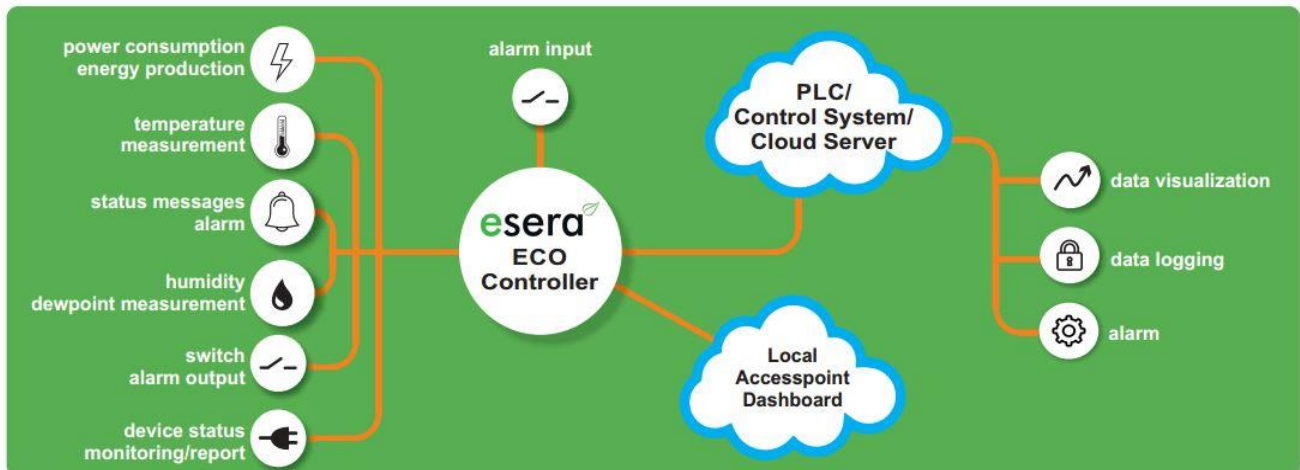 power consumption
energy production
temperature
measurement
status messages
alarm
humidity
dewpoint measurement
switch
alarm output
device status
monitoring/report
alarm input
esera
ECO
Controller
PLC/
Control System/
Cloud Server
Local
Accesspoint
Dashboard
data visualization
data logging
alarm